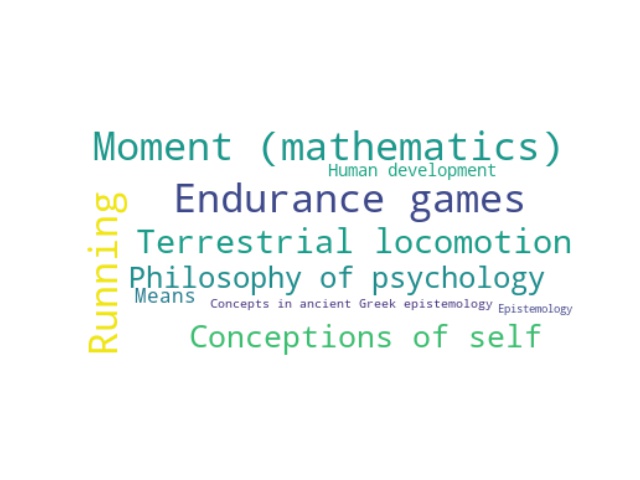 Moment (mathematics)
Human development
Endurance games
Running
Terrestrial locomotion
Philosophy of psychology
Means
Concepts in ancient Greek epistemology
Epistemology
Conceptions of self